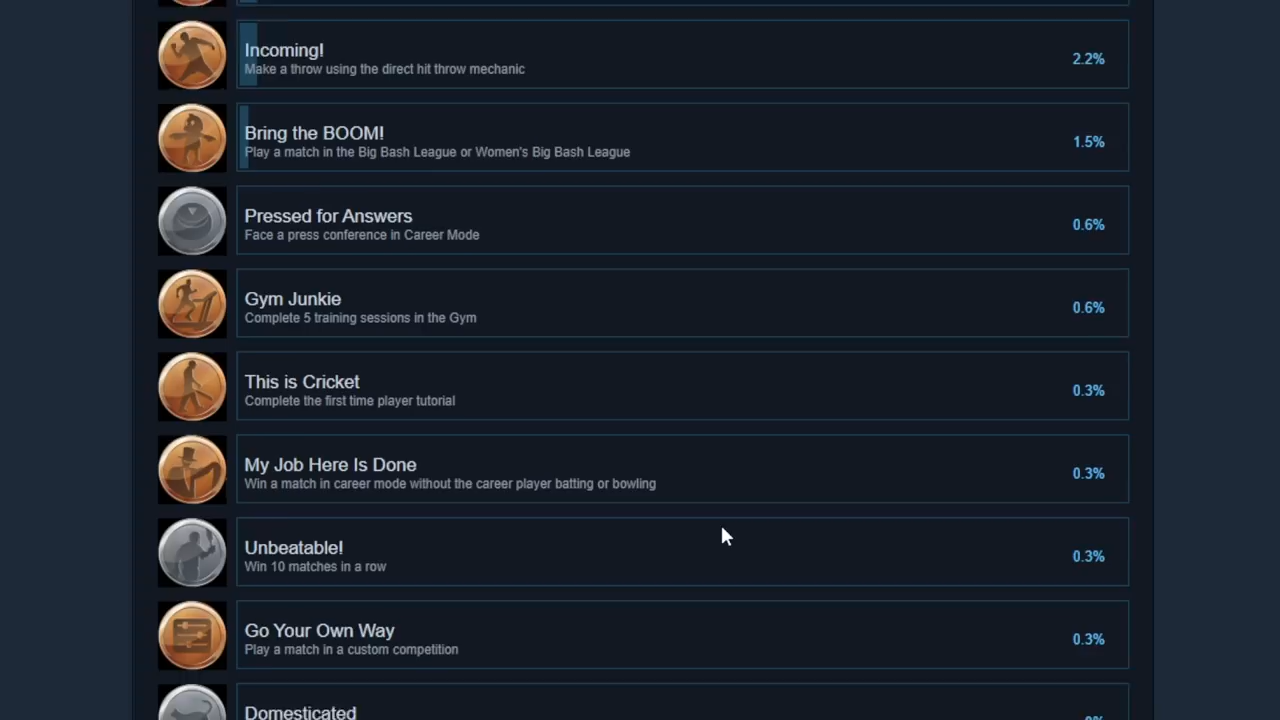 Incoming!
Make a throw using the direct hit throw mechanic
2.2%
Bring the BOOM!
Play a match in the Big Bash League or Women's Big Bash League
1.5%
Pressed for Answers
Face a press conference in Career Mode
0.6%
Gym Junkie
Complete 5 training sessions in the Gym
0.6%
This is Cricket
Complete the first time player tutorial
0.3%
My Job Here Is Done
Win a match in career mode without the career player batting or bowling
0.3%
Unbeatable!
Win 10 matches in a row
0.3%
Go Your Own Way
Play a match in a custom competition
0.3%
Domesticated